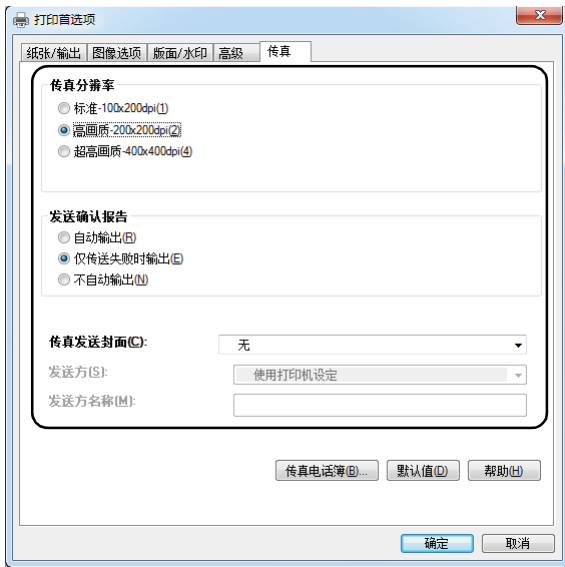 打印首选项
纸张/输出 图像选项 版面/水印 高级 传真
传真分辨率
标准-100x200dpi(1)
高画质-200x200dpi(2)
超高画质-400x400dpi(4)
发送确认报告
自动输出(R)
仅传送失败时输出(E)
不自动输出(N)
传真发送封面(C): 无
发送方(S): 使用打印机设定
发送方名称(M):
传真电话簿(B)... 默认值(D) 帮助(H)
确定 取消